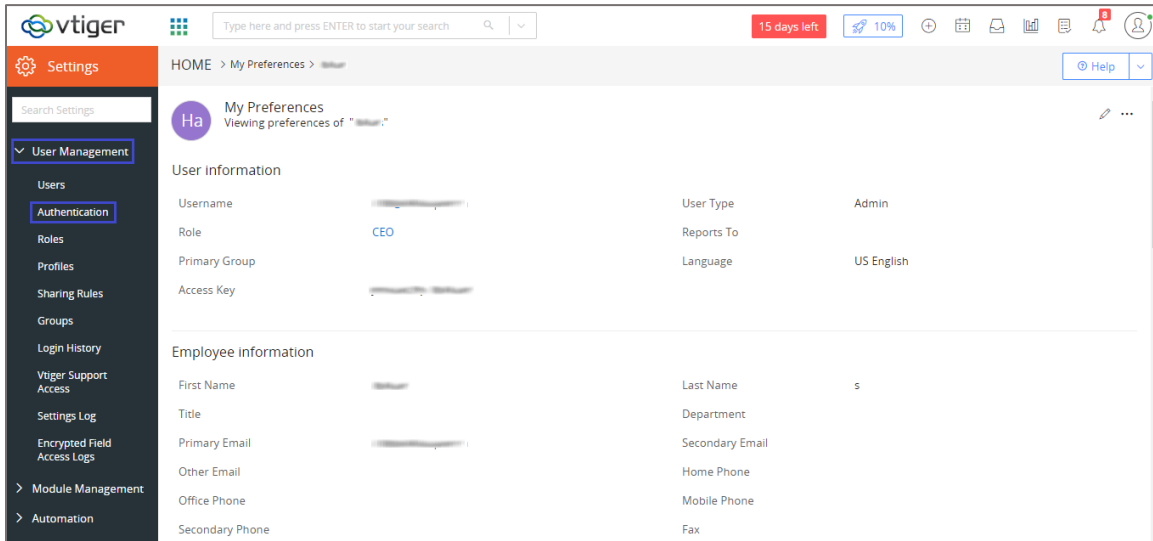 vtiger
Type here and press ENTER to start your search
15 days left
10%
8
Settings
HOME > My Preferences >
Help
Search Settings
Ha
My Preferences
Viewing preferences of " "
User Management
Users
Authentication
Roles
Profiles
Sharing Rules
Groups
Login History
Vtiger Support
Access
Settings Log
Encrypted Field
Access Logs
Module Management
Automation
User information
Username
User Type Admin
Role CEO
Reports To
Primary Group
Language US English
Access Key
Employee information
First Name
Last Name s
Title
Department
Primary Email
Secondary Email
Other Email
Home Phone
Office Phone
Mobile Phone
Secondary Phone
Fax